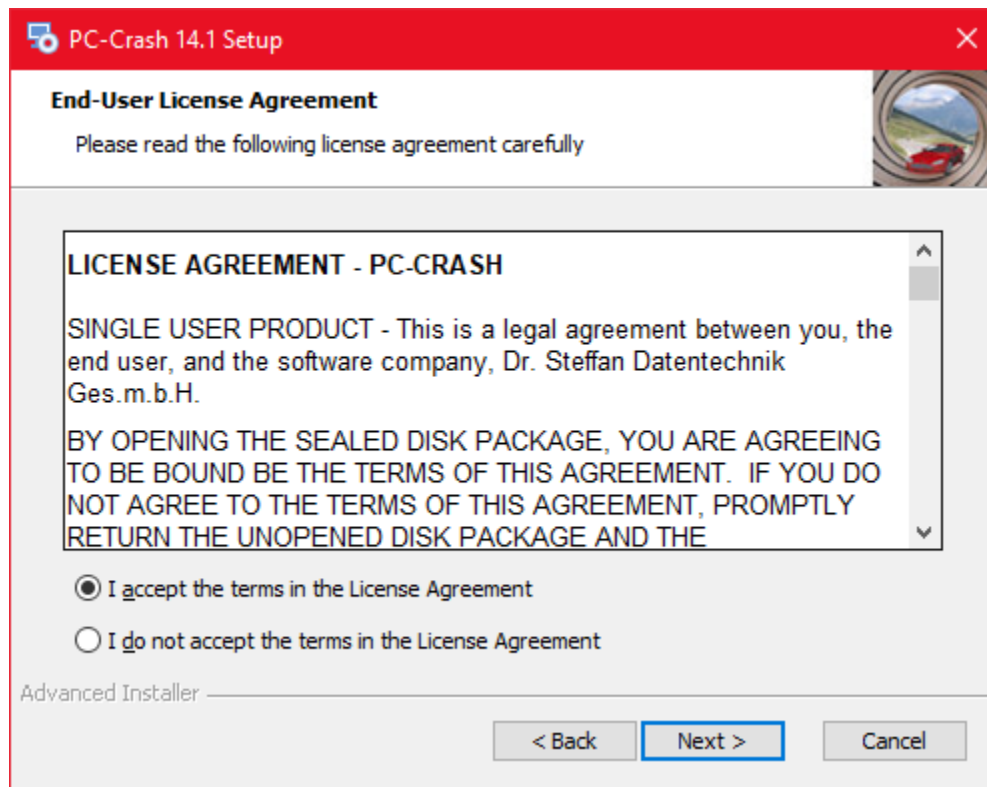 PC-Crash 14.1 Setup
End-User License Agreement
Please read the following license agreement carefully
LICENSE AGREEMENT - PC-CRASH
SINGLE USER PRODUCT - This is a legal agreement between you, the
end user, and the software company, Dr. Steffan Datentechnik
Ges.m.b.H.
BY OPENING THE SEALED DISK PACKAGE, YOU ARE AGREEING
TO BE BOUND BE THE TERMS OF THIS AGREEMENT.  IF YOU DO
NOT AGREE TO THE TERMS OF THIS AGREEMENT, PROMPTLY
RETURN THE UNOPENED DISK PACKAGE AND THE
I accept the terms in the License Agreement
I do not accept the terms in the License Agreement
Advanced Installer
< Back
Next >
Cancel